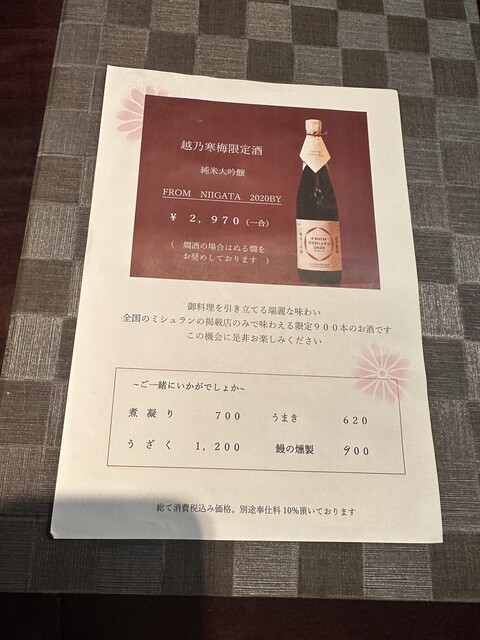 越乃寒梅限定酒
純米大吟醸
FROM NIIGATA 2020BY
¥ 2,970（一合）
（ 燗酒の場合はぬる燗を
お奨めしております ）
FROM
NIIGATA
2020
御料理を引き立てる端麗な味わい
全国のミシュランの掲載店のみで味わえる限定900本のお酒です
この機会に是非お楽しみください
~ご一緒にいかがでしょか~
煮凝り 700 うまき 620
うざく 1,200 鰻の燻製 900
総て消費税込み価格。別途奉仕料10%頂いております